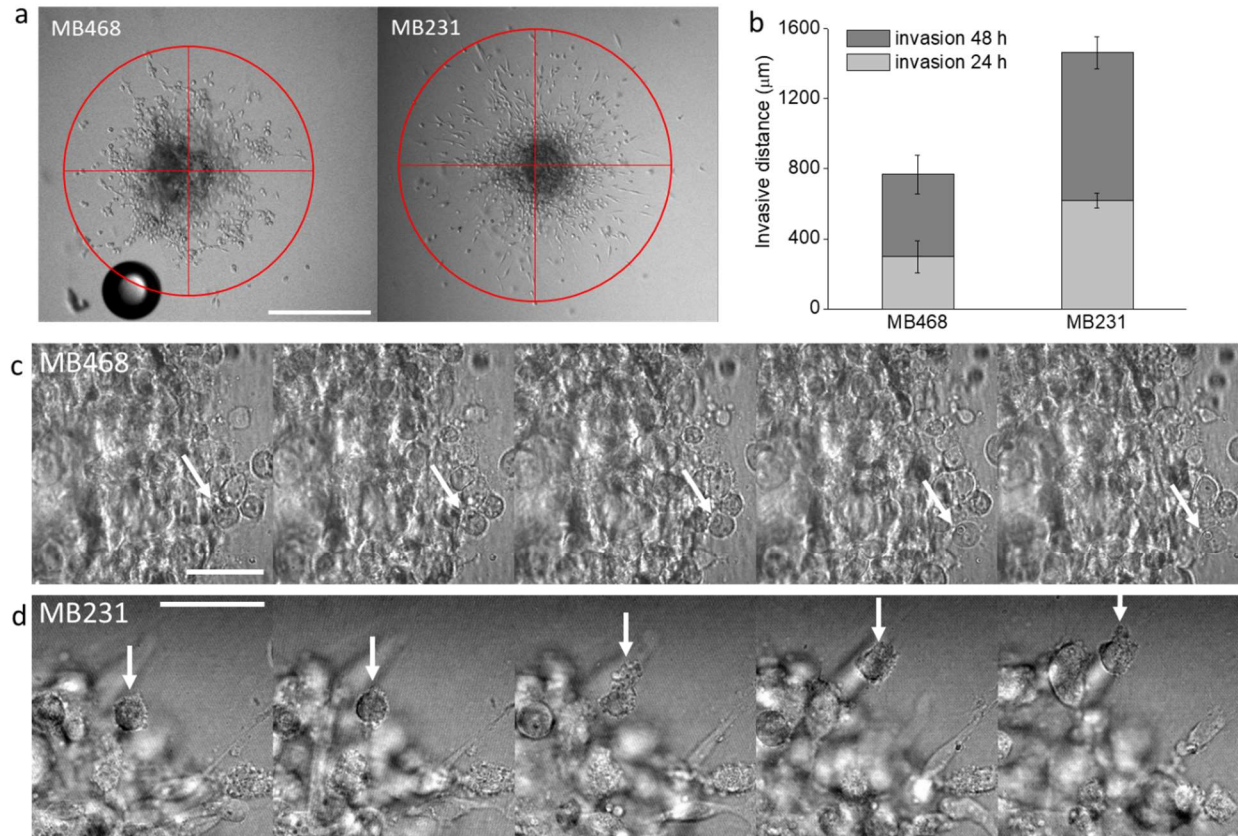 a
MB468
MB231
b
1600
1200
800
400
0
Invasive distance (μm)
invasion 48 h
invasion 24 h
MB468
MB231
c
MB468
d
MB231